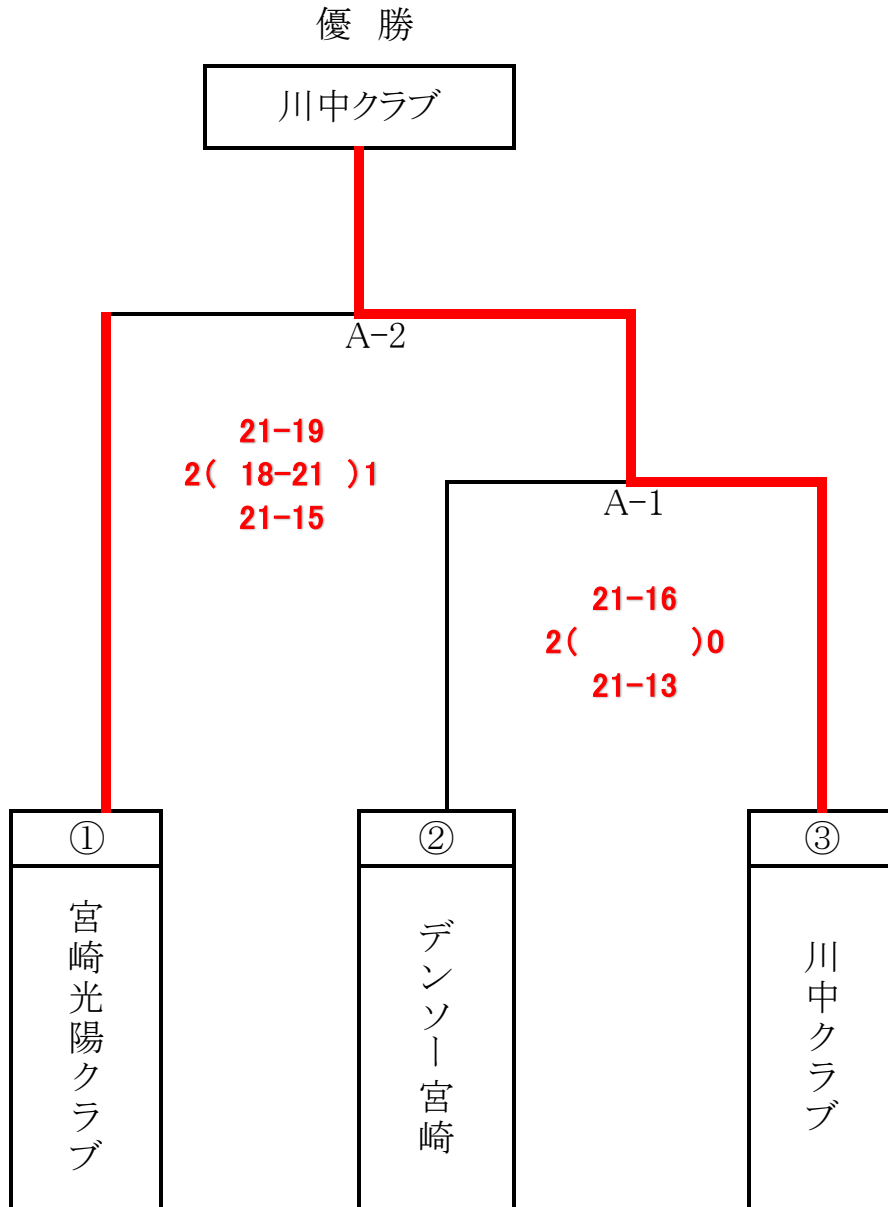 優 勝
川中クラブ
A-2
21-19
2( 18-21 )1
21-15
A-1
21-16
2( )0
21-13
①
②
③
宮崎光陽クラブ
デンソー宮崎
川中クラブ